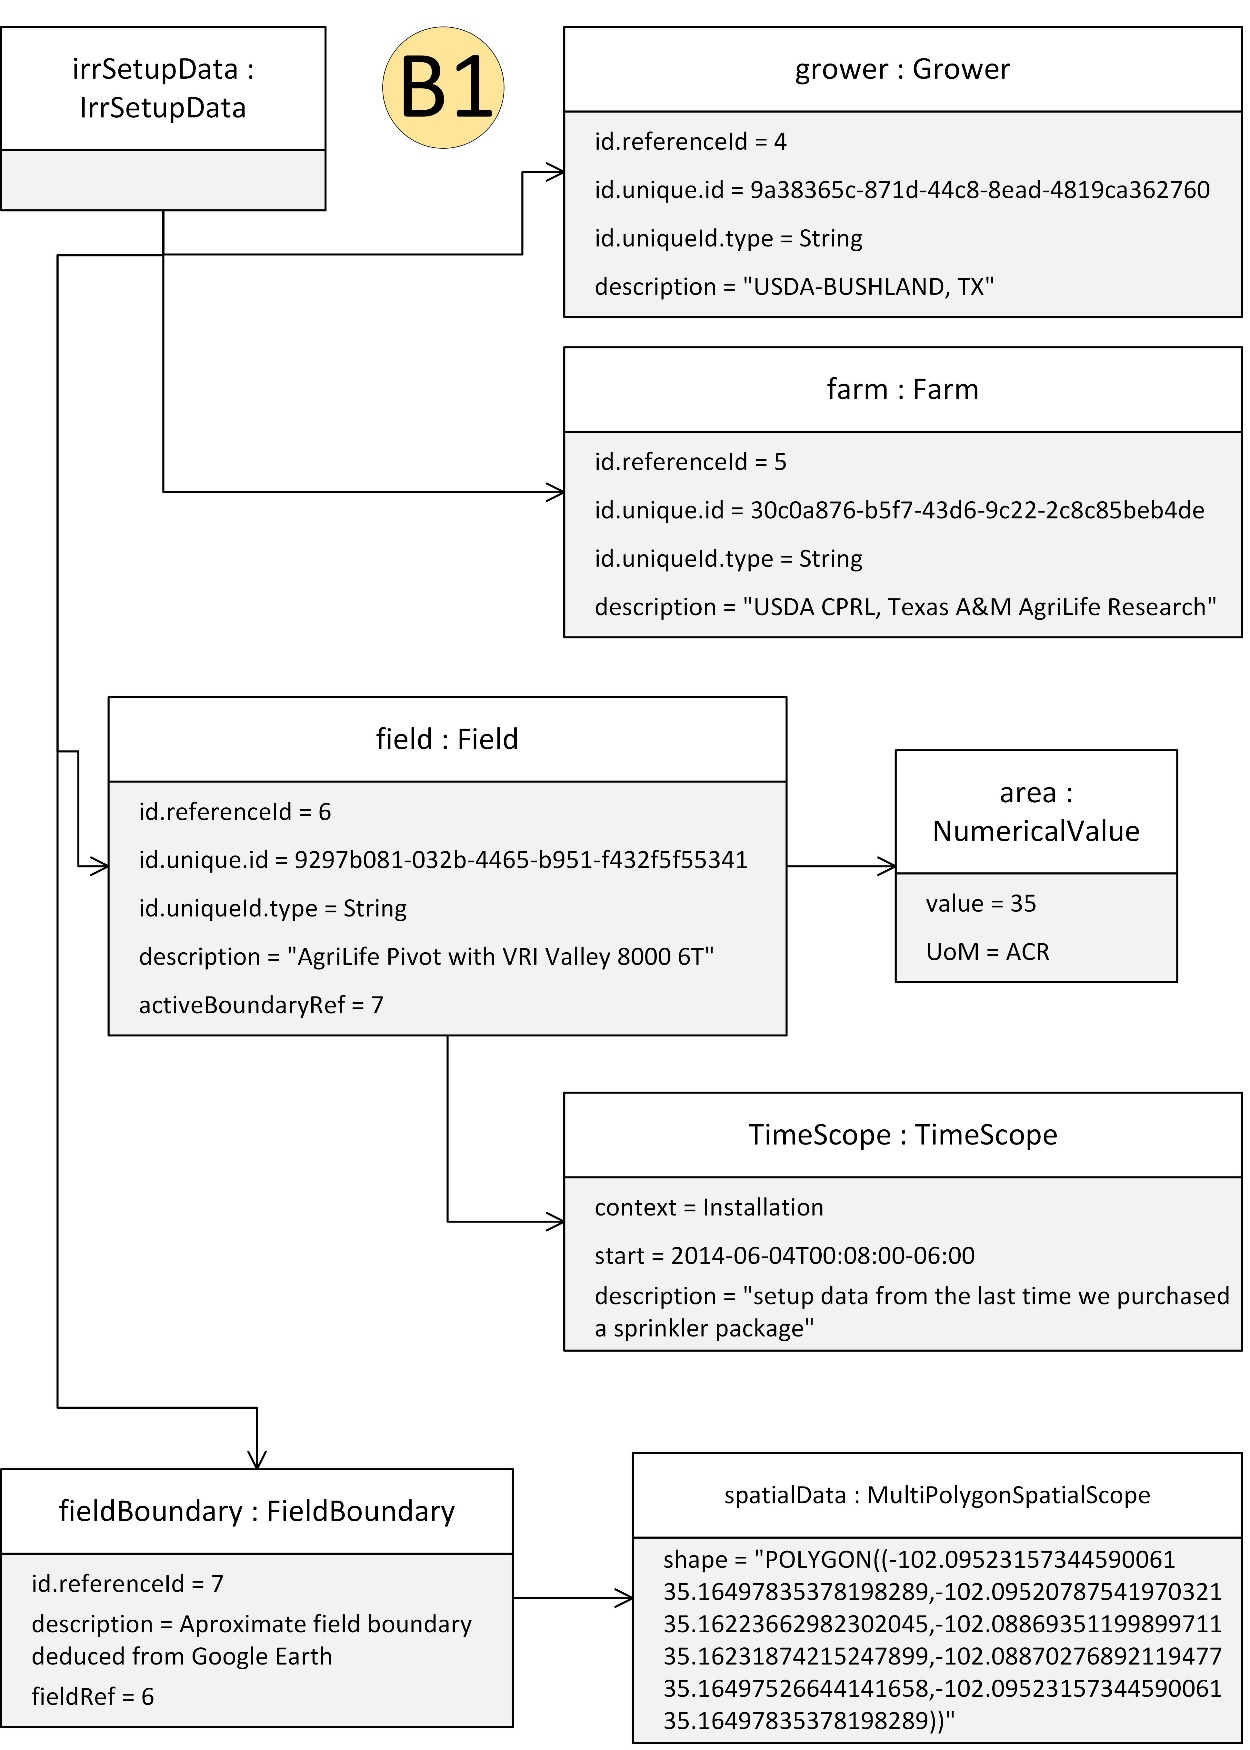 irrSetupData :
IrrSetupData
B1
grower : Grower
id.referenceId = 4
id.unique.id = 9a38365c-871d-44c8-8ead-4819ca362760
id.uniqueId.type = String
description = "USDA-BUSHLAND, TX"
farm : Farm
id.referenceId = 5
id.unique.id = 30c0a876-b5f7-43d6-9c22-2c8c85beb4de
id.uniqueId.type = String
description = "USDA CPRL, Texas A&M AgriLife Research"
field : Field
id.referenceId = 6
id.unique.id = 9297b081-032b-4465-b951-f432f5f55341
id.uniqueId.type = String
description = "AgriLife Pivot with VRI Valley 8000 6T"
activeBoundaryRef = 7
area :
NumericalValue
value = 35
UoM = ACR
TimeScope : TimeScope
context = Installation
start = 2014-06-04T00:08:00-06:00
description = "setup data from the last time we purchased
a sprinkler package"
fieldBoundary : FieldBoundary
id.referenceId = 7
description = Aproximate field boundary
deduced from Google Earth
fieldRef = 6
spatialData : MultiPolygonSpatialScope
shape = "POLYGON((-102.09523157344590061
35.16497835378198289,-102.09520787541970321
35.16223662982302045,-102.08869351199899711
35.16231874215247899,-102.08870276892119477
35.16497526644141658,-102.09523157344590061
35.16497835378198289))"